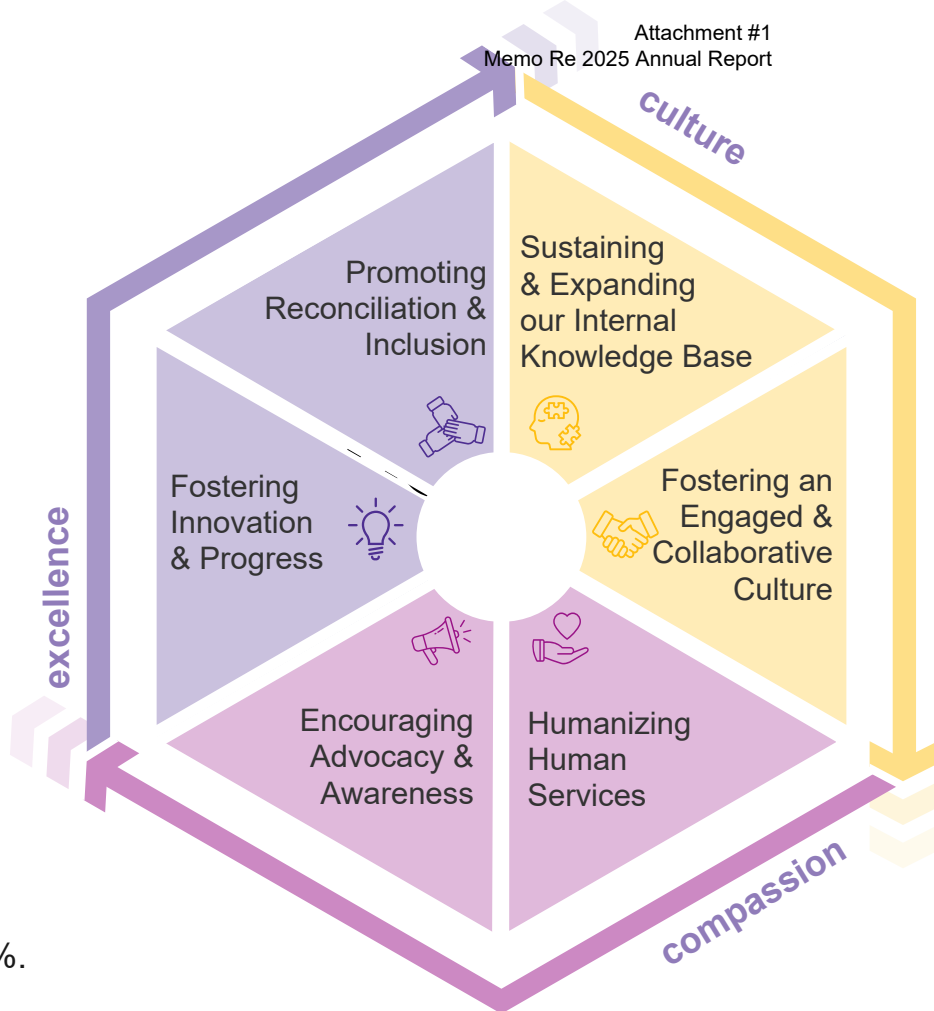 Attachment #1
Memo Re 2025 Annual Report
culture
Promoting
Reconciliation &
Inclusion
Sustaining
& Expanding
our Internal
Knowledge Base
Fostering
Innovation
& Progress
Fostering an
Engaged &
Collaborative
Culture
excellence
Encouraging
Advocacy &
Awareness
Humanizing
Human
Services
compassion
%.